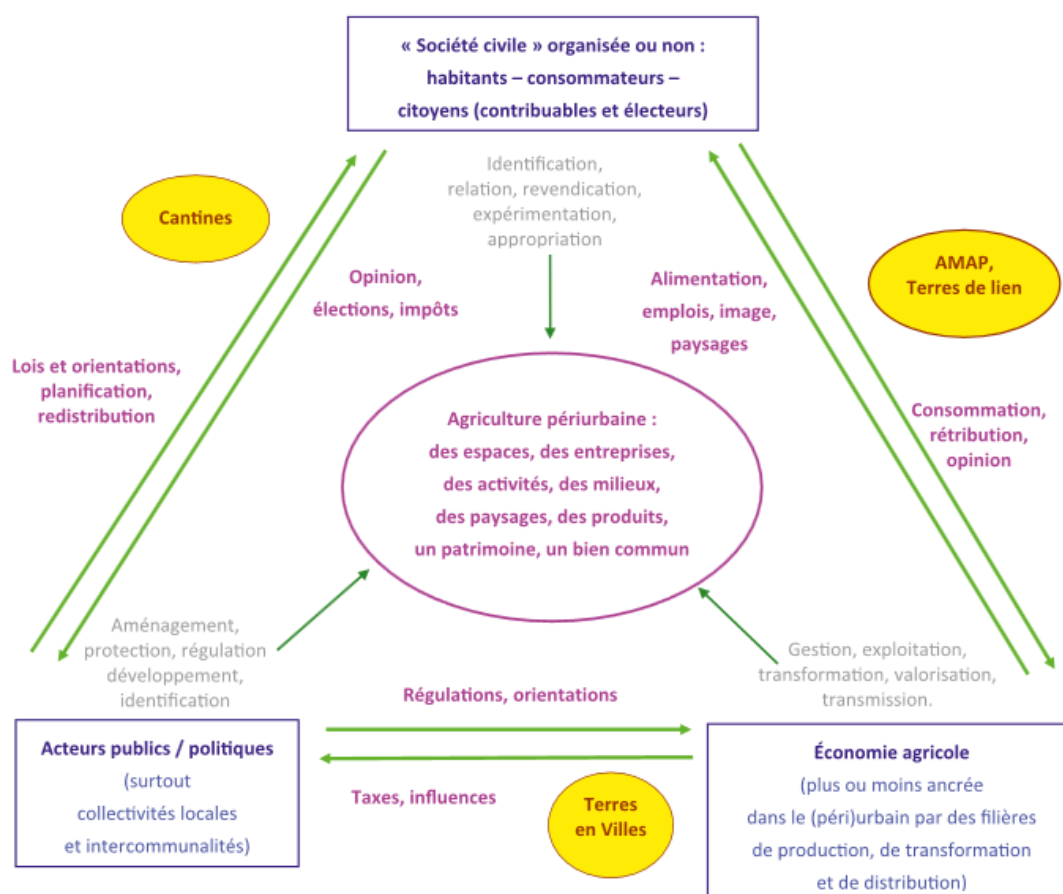 « Société civile » organisée ou non :
habitants – consommateurs –
citoyens (contribuables et électeurs)
Identification,
relation, revendication,
expérimentation,
appropriation
Cantines
AMAP,
Terres de lien
Opinion,
élections, impôts
Alimentation,
emplois, image,
paysages
Lois et orientations,
planification,
redistribution
Consommation,
rétribution,
opinion
Agriculture périurbaine :
des espaces, des entreprises,
des activités, des milieux,
des paysages, des produits,
un patrimoine, un bien commun
Aménagement,
protection, régulation
développement,
identification
Gestion, exploitation,
transformation, valorisation,
transmission.
Régulations, orientations
Acteurs publics / politiques
(surtout
collectivités locales
et intercommunalités)
Taxes, influences
Terres
en Villes
Économie agricole
(plus ou moins ancrée
dans le (péri)urbain par des filières
de production, de transformation
et de distribution)